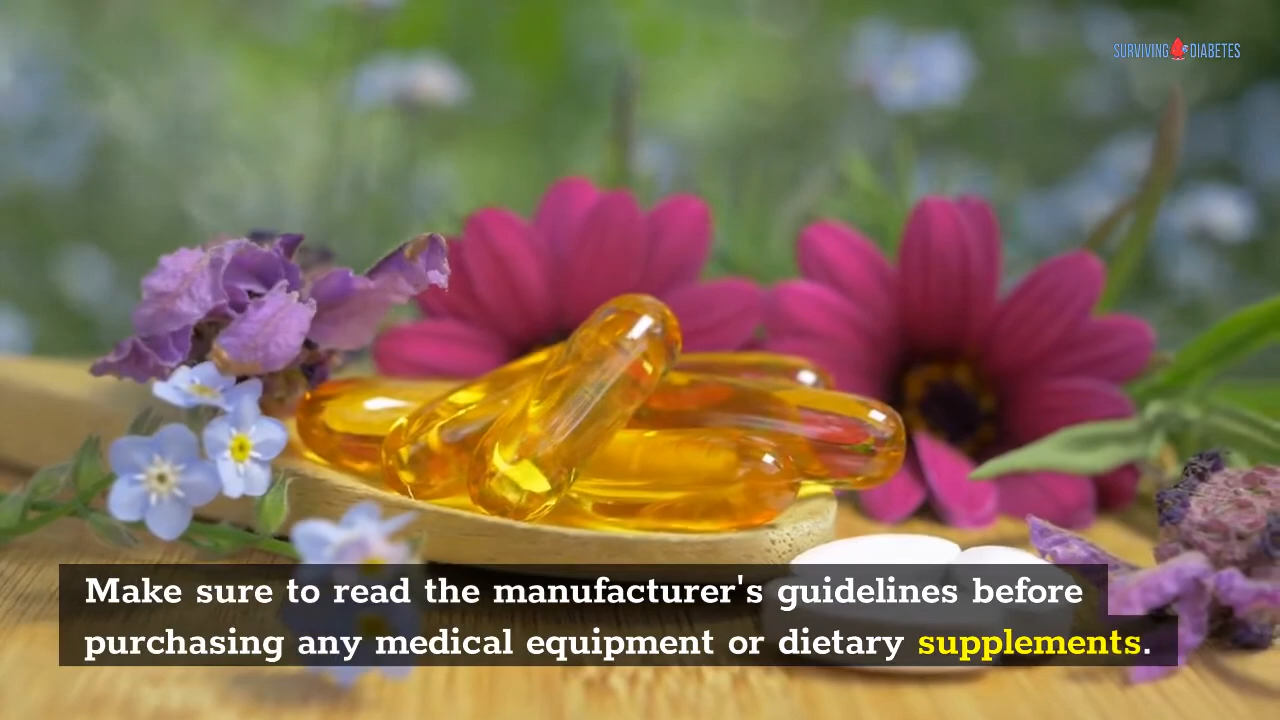 SURVIVING DIABETES
Make sure to read the manufacturer's guidelines before
purchasing any medical equipment or dietary supplements.